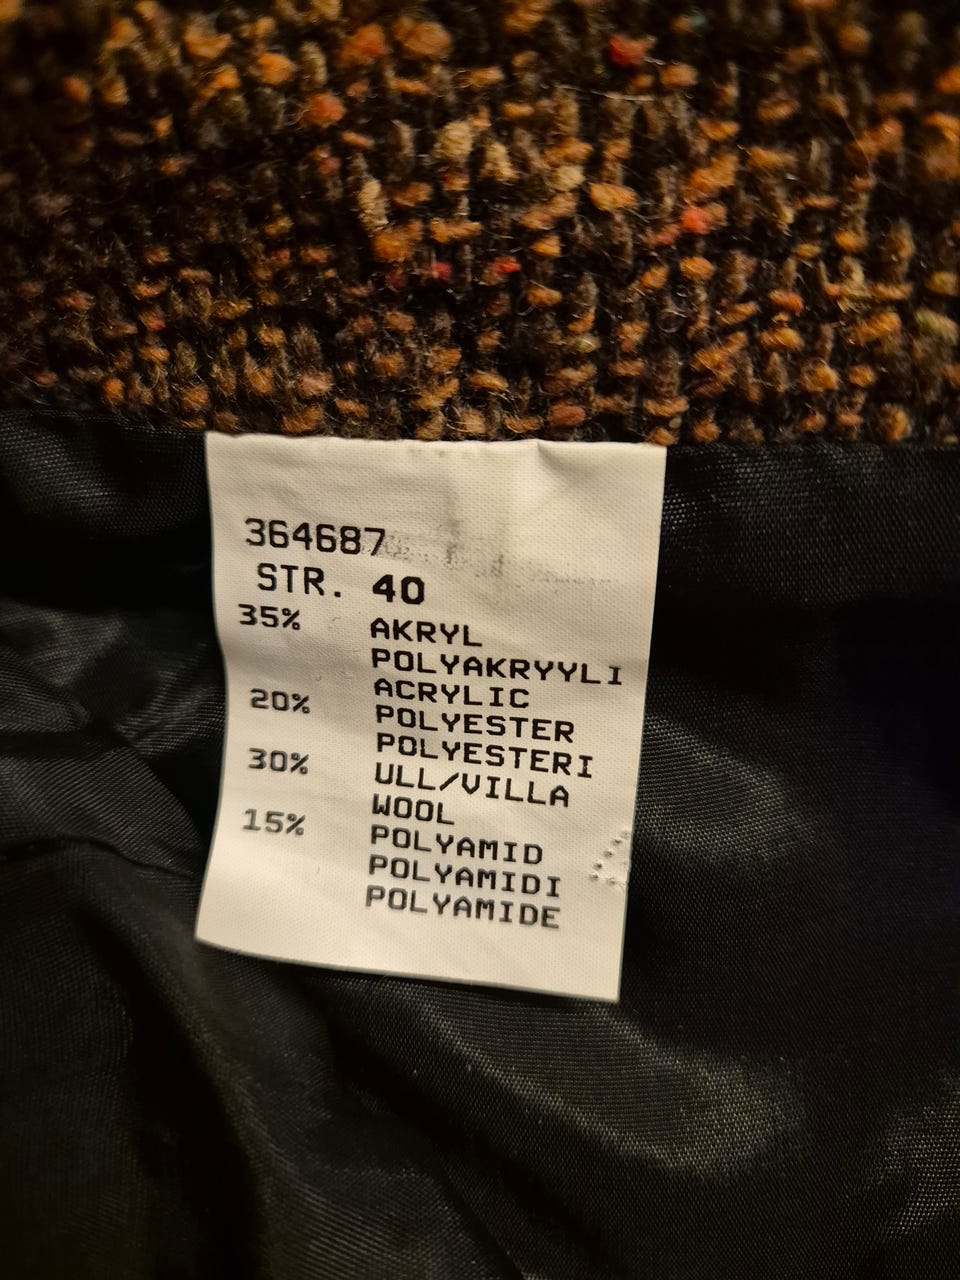 364687
STR. 40
35% AKRYL
POLYAKRYYLI
ACRYLIC
20% POLYESTER
POLYESTERI
30% ULL/VILLA
WOOL
15% POLYAMID
POLYAMIDI
POLYAMIDE